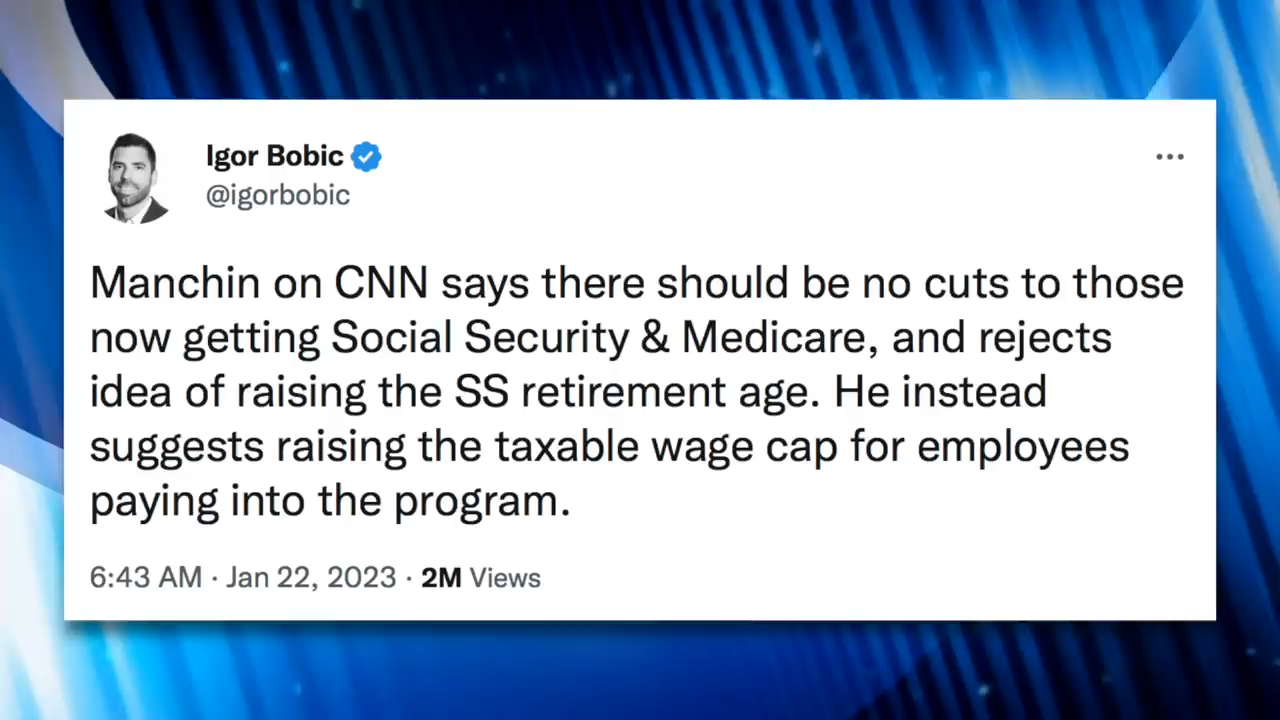 Igor Bobic
@igorbobic
Manchin on CNN says there should be no cuts to those
now getting Social Security & Medicare, and rejects
idea of raising the SS retirement age. He instead
suggests raising the taxable wage cap for employees
paying into the program.
6:43 AM · Jan 22, 2023 · 2M Views